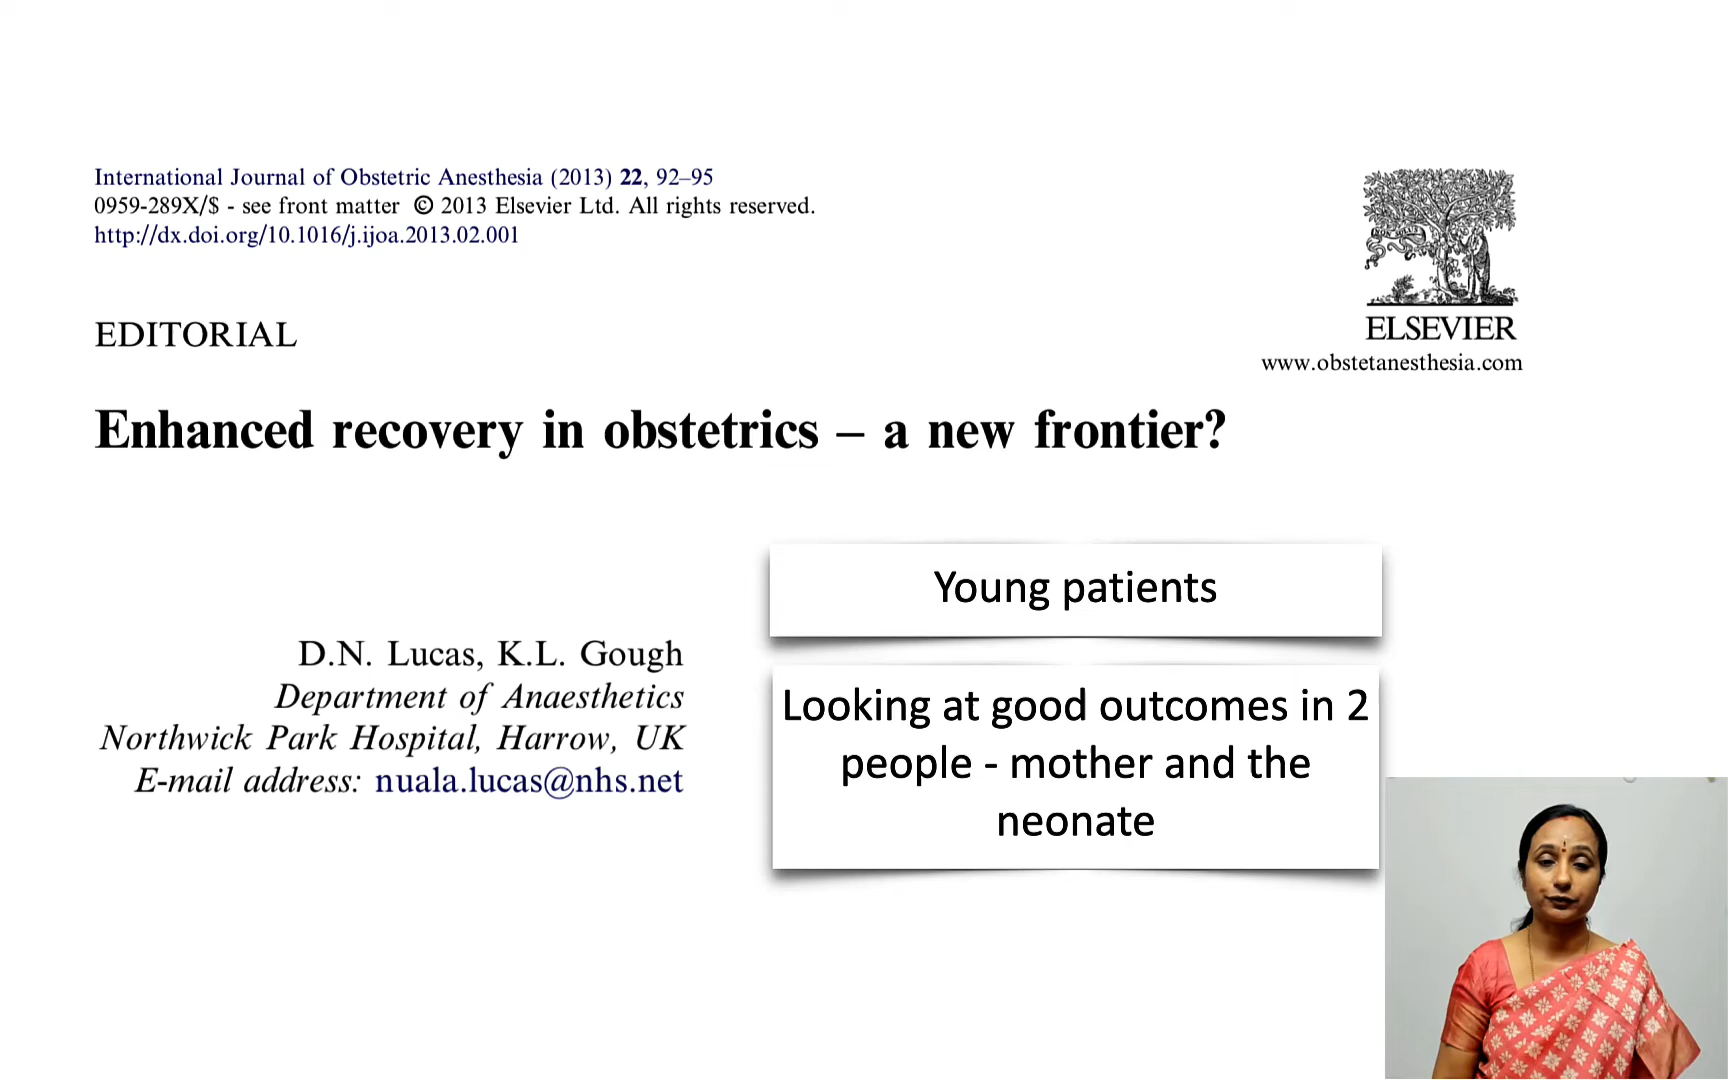 International Journal of Obstetric Anesthesia (2013) 22, 92–95
0959-289X/$ - see front matter © 2013 Elsevier Ltd. All rights reserved.
http://dx.doi.org/10.1016/j.ijoa.2013.02.001
ELSEVIER
www.obstetanesthesia.com
EDITORIAL
Enhanced recovery in obstetrics – a new frontier?
D.N. Lucas, K.L. Gough
Department of Anaesthetics
Northwick Park Hospital, Harrow, UK
E-mail address: nuala.lucas@nhs.net
Young patients
Looking at good outcomes in 2
people - mother and the
neonate